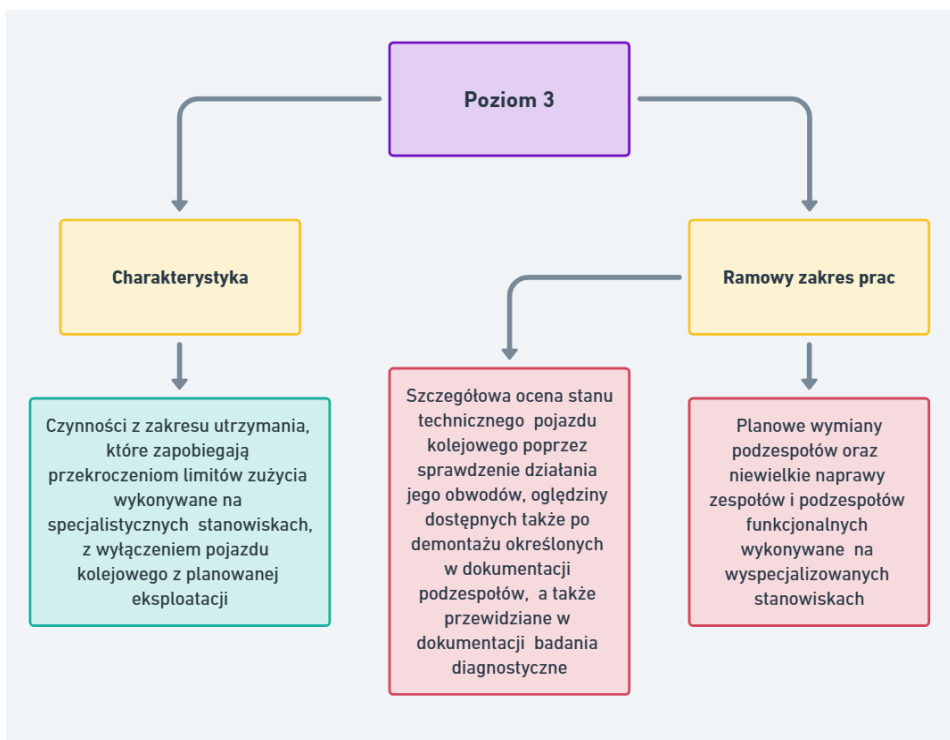 Poziom 3
Charakterystyka
Ramowy zakres prac
Czynności z zakresu utrzymania,
które zapobiegają
przekroczeniom limitów zużycia
wykonywane na
specjalistycznych stanowiskach,
z wyłączeniem pojazdu
kolejowego z planowanej
eksploatacji
Szczegółowa ocena stanu
technicznego pojazdu
kolejowego poprzez
sprawdzenie działania
jego obwodów, oględziny
dostępnych także po
demontażu określonych
w dokumentacji
podzespołów, a także
przewidziane w
dokumentacji badania
diagnostyczne
Planowe wymiany
podzespołów oraz
niewielkie naprawy
zespołów i podzespołów
funkcjonalnych
wykonywane na
wyspecjalizowanych
stanowiskach